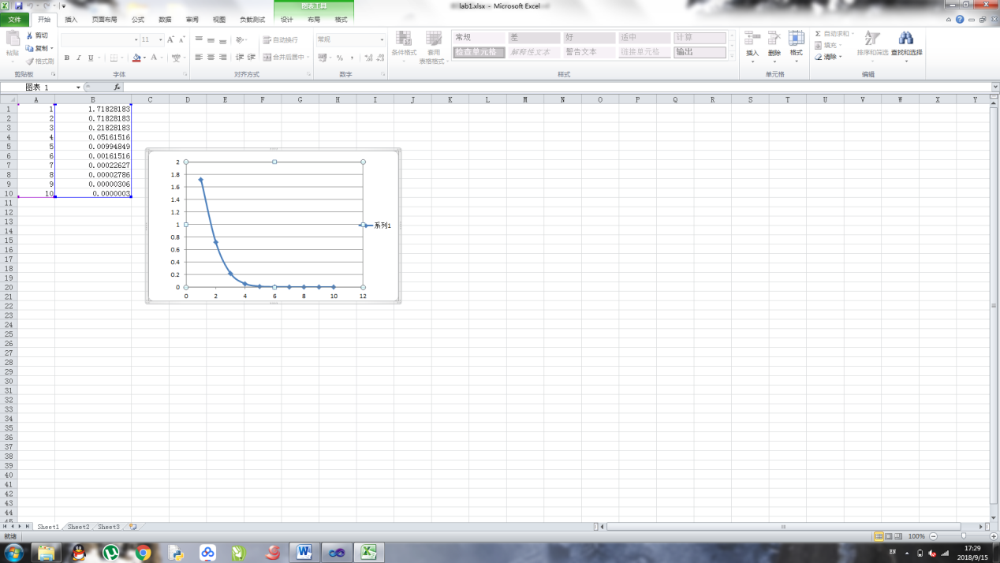 图表工具
lab1.xlsx - Microsoft Excel
文件 开始 插入 页面布局 公式 数据 审阅 视图 负载测试 设计 布局 格式
剪切
复制
格式刷
粘贴
剪贴板
11
B I U
字体
自动换行
合并后居中
对齐方式
常规
数字
条件格式
套用
表格格式
常规 差 好 适中 计算
检查单元格 解释性文本 警告文本 链接单元格 输出
样式
插入 删除 格式
单元格
Σ 自动求和
填充
清除
排序和筛选 查找和选择
编辑
图表 1
fx
A B C D E F G H I J K L M N O P Q R S T U V W X Y
1 1 1.71828183
2 2 0.71828183
3 3 0.21828183
4 4 0.05161516
5 5 0.00994849
6 6 0.00161516
7 7 0.00022627
8 8 0.00002786
9 9 0.00000306
10 10 0.0000003
11
12
13
14
15
16
17
18
19
20
21
22
23
24
25
26
27
28
29
30
31
32
33
34
35
36
37
38
39
40
41
42
43
44
45
2
1.8
1.6
1.4
1.2
1
0.8
0.6
0.4
0.2
0
0 2 4 6 8 10 12
系列1
Sheet1 Sheet2 Sheet3
就绪
100%
17:29
2018/9/15